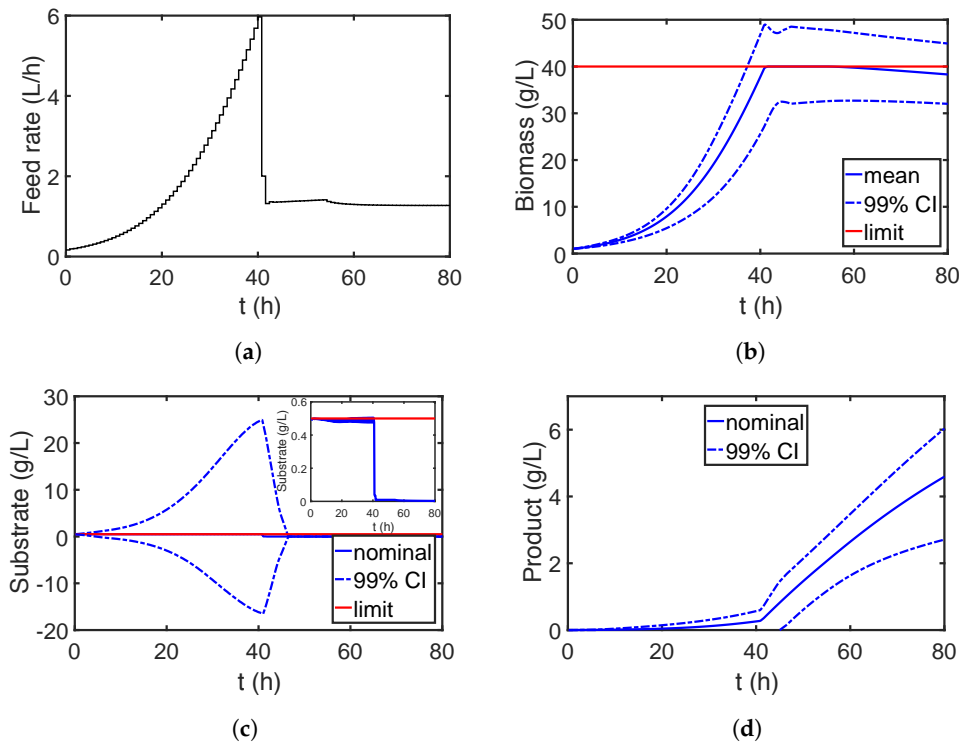 Feed rate (L/h)
6
4
2
0
0 20 40 60 80
t (h)
(a)
Biomass (g/L)
50
40
30
20
10
0
mean
99% CI
limit
0 20 40 60 80
t (h)
(b)
Substrate (g/L)
30
20
10
0
-10
-20
Substrate (g/L)
0.6
0.4
0.2
0
0 20 40 60 80
t (h)
nominal
99% CI
limit
0 20 40 60 80
t (h)
(c)
Product (g/L)
6
4
2
0
nominal
99% CI
0 20 40 60 80
t (h)
(d)